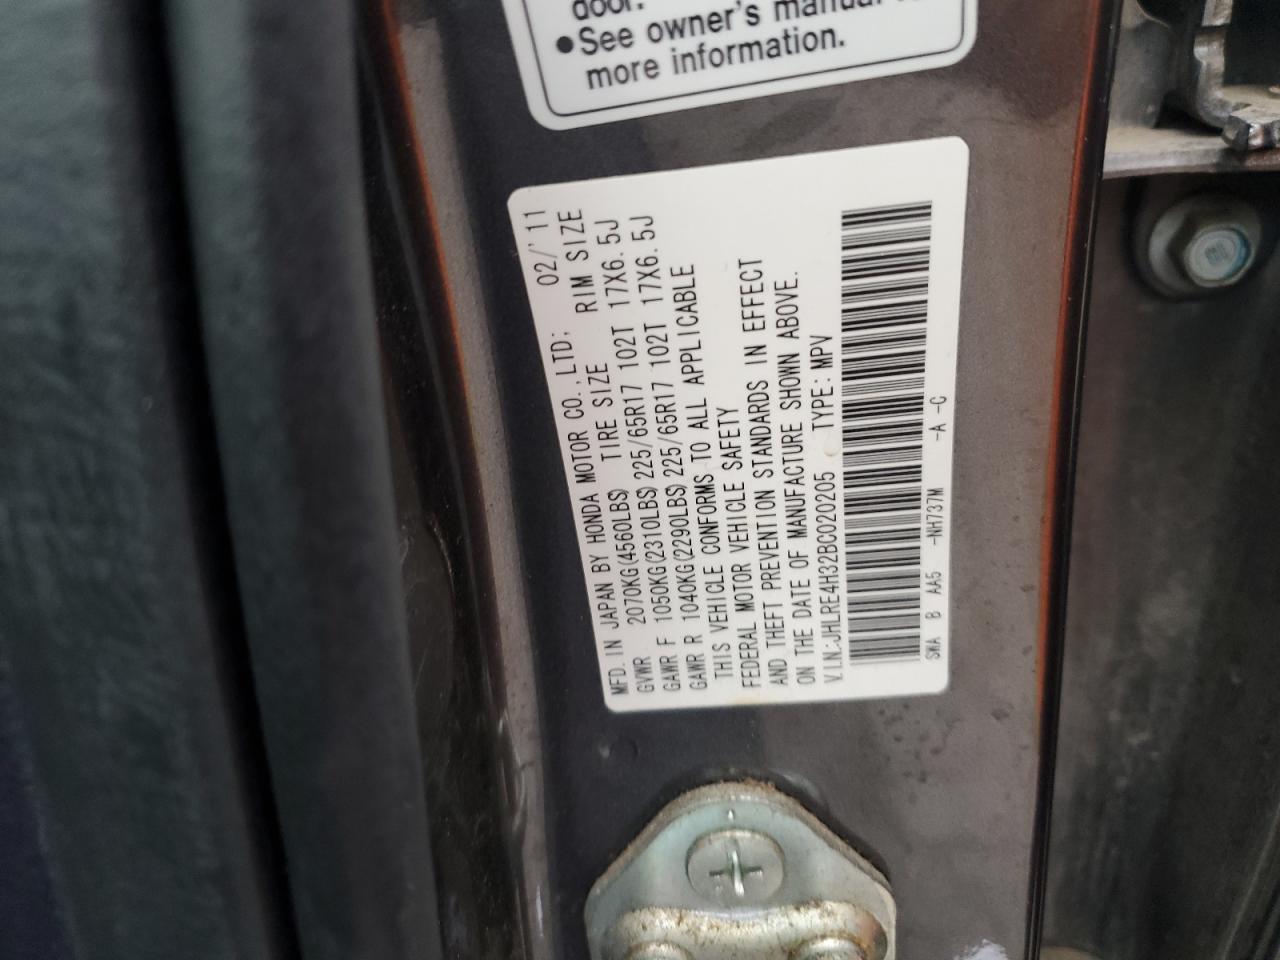 door.
●See owner's manual
more information.
MFD. IN JAPAN BY HONDA MOTOR CO., LTD; 02/'11
GVWR 2070KG(4560LBS) TIRE SIZE RIM SIZE
GAWR F 1050KG(2310LBS) 225/65R17 102T 17X6.5J
GAWR R 1040KG(2290LBS) 225/65R17 102T 17X6.5J
THIS VEHICLE CONFORMS TO ALL APPLICABLE
FEDERAL MOTOR VEHICLE SAFETY
AND THEFT PREVENTION STANDARDS IN EFFECT
ON THE DATE OF MANUFACTURE SHOWN ABOVE.
V.I.N.:JHLRE4H32BC020205 TYPE: MPV
SWA B AA5 -NH737M -A -C